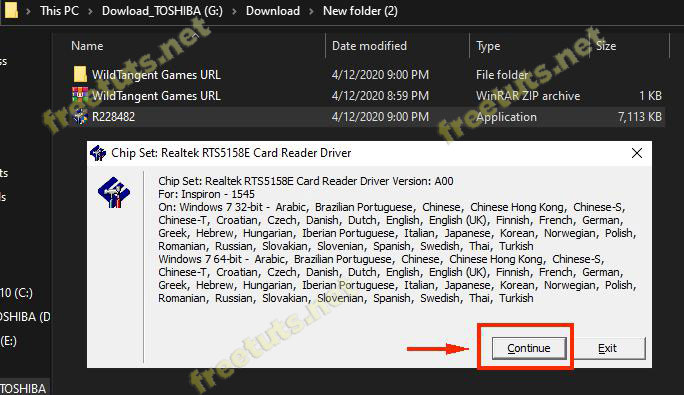 This PC > Dowload_TOSHIBA (G:) > Download > New folder (2)
Name Date modified Type Size
WildTangent Games URL 4/12/2020 9:00 PM File folder
WildTangent Games URL 4/12/2020 8:59 PM WinRAR ZIP archive 1 KB
R228482 4/12/2020 9:00 PM Application 7,113 KB
ess
ts
10 (C:)
OSHIBA (D
(E:)
TOSHIBA (
Chip Set: Realtek RTS5158E Card Reader Driver
Chip Set: Realtek RTS5158E Card Reader Driver Version: A00
For: Inspiron - 1545
On: Windows 7 32-bit - Arabic, Brazilian Portuguese, Chinese, Chinese Hong Kong, Chinese-S,
Chinese-T, Croatian, Czech, Danish, Dutch, English, English (UK), Finnish, French, German,
Greek, Hebrew, Hungarian, Iberian Portuguese, Italian, Japanese, Korean, Norwegian, Polish,
Romanian, Russian, Slovakian, Slovenian, Spanish, Swedish, Thai, Turkish
Windows 7 64-bit - Arabic, Brazilian Portuguese, Chinese, Chinese Hong Kong, Chinese-S,
Chinese-T, Croatian, Czech, Danish, Dutch, English, English (UK), Finnish, French, German,
Greek, Hebrew, Hungarian, Iberian Portuguese, Italian, Japanese, Korean, Norwegian, Polish,
Romanian, Russian, Slovakian, Slovenian, Spanish, Swedish, Thai, Turkish
Continue
Exit
freetuts.net
freetuts.net
freetuts.net
freetuts.net